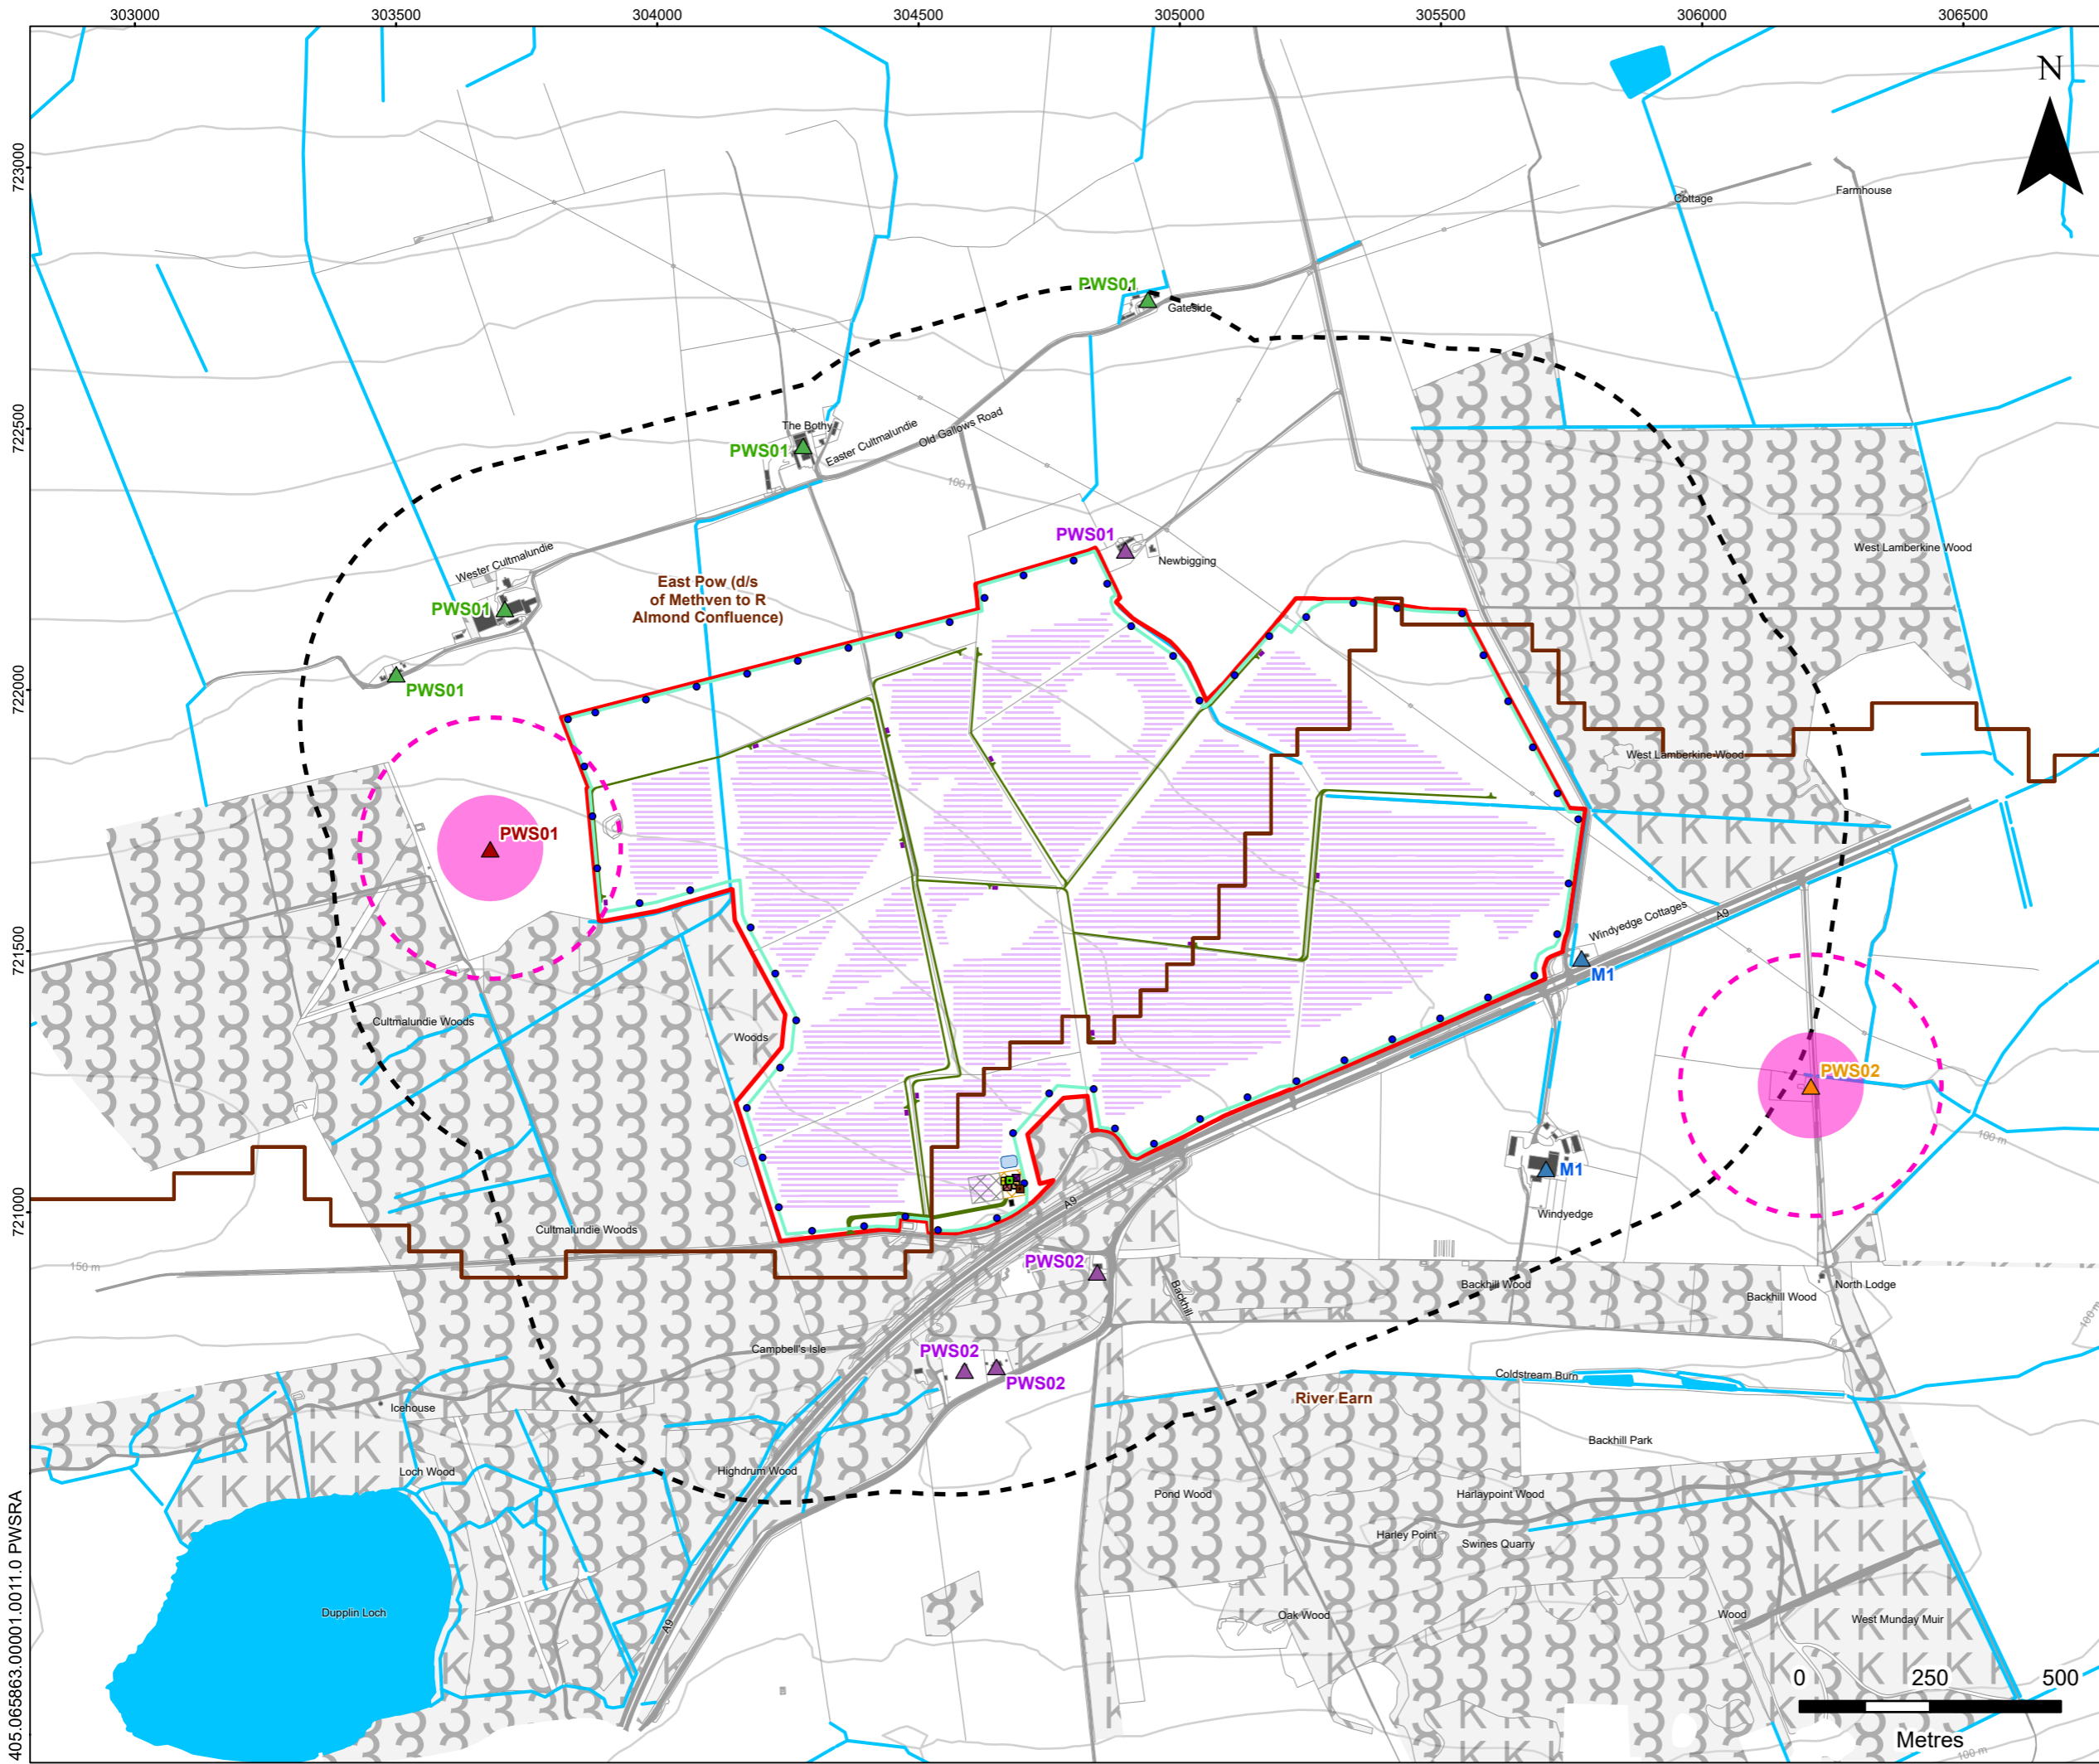 303000
303500
304000
304500
305000
305500
306000
306500
N
723000
722500
722000
721500
721000
405.065863.00001.0011.0 PWSRA
Cottage
Farmhouse
PWS01
Gateside
The Bothy
PWS01
Easter Cultmalundie
Old Gallows Road
100 m
PWS01
Newbigging
West Lamberkine Wood
Wester Cultmalundie
East Pow (d/s
of Methven to R
Almond Confluence)
PWS01
PWS01
West Lamberkine Wood
PWS01
Windyedge Cottages
A9
M1
Cultmalundie Woods
Woods
PWS02
100 m
M1
Windyedge
A9
Cultmalundie Woods
150 m
PWS02
Backhill
Backhill Wood
Backhill Wood
North Lodge
100 m
Campbell's Isle
PWS02
PWS02
Coldstream Burn
River Earn
Icehouse
Backhill Park
Loch Wood
Highdrum Wood
Pond Wood
Harlaypoint Wood
Harley Point
Swines Quarry
Dupplin Loch
A9
Oak Wood
Wood
West Munday Muir
0
250
500
Metres
100 m